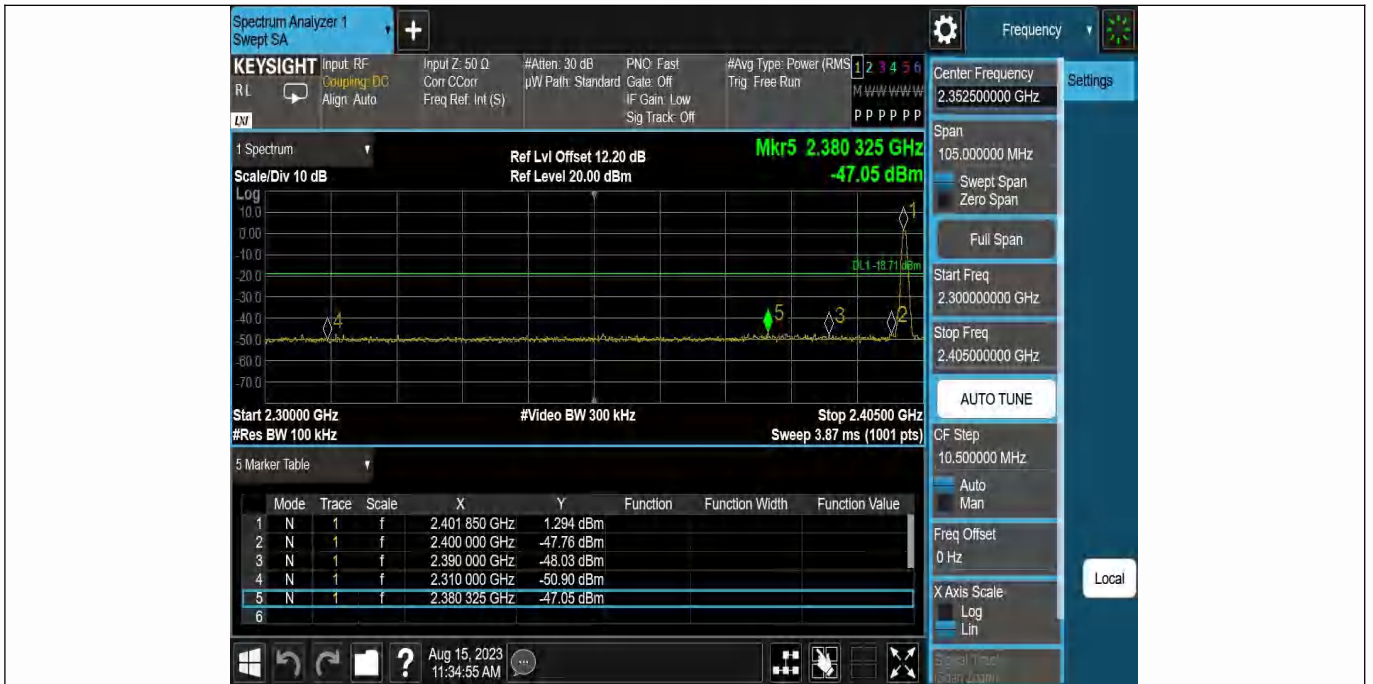 Spectrum Analyzer 1
Swept SA
+
Frequency
KEYSIGHT
RL
LXI
Input: RF
Coupling: DC
Align: Auto
Input Z: 50 Ω
Corr CCorr
Freq Ref: Int (S)
#Atten: 30 dB
µW Path: Standard
PNO: Fast
Gate: Off
IF Gain: Low
Sig Track: Off
#Avg Type: Power (RMS
Trig: Free Run
1 2 3 4 5 6
M W W W W W
P P P P P P
1 Spectrum
Scale/Div 10 dB
Ref Lvl Offset 12.20 dB
Ref Level 20.00 dBm
Mkr5 2.380 325 GHz
-47.05 dBm
Log
10.0
0.00
-10.0
-20.0
-30.0
-40.0
-50.0
-60.0
-70.0
1
DL1 -18.71 dBm
4
5
3
2
Start 2.30000 GHz
#Video BW 300 kHz
Stop 2.40500 GHz
#Res BW 100 kHz
Sweep 3.87 ms (1001 pts)
5 Marker Table
Mode Trace Scale X Y Function Function Width Function Value
1 N 1 f 2.401 850 GHz 1.294 dBm
2 N 1 f 2.400 000 GHz -47.76 dBm
3 N 1 f 2.390 000 GHz -48.03 dBm
4 N 1 f 2.310 000 GHz -50.90 dBm
5 N 1 f 2.380 325 GHz -47.05 dBm
6
?
Aug 15, 2023
11:34:55 AM
Center Frequency
2.352500000 GHz
Settings
Span
105.000000 MHz
Swept Span
Zero Span
Full Span
Start Freq
2.300000000 GHz
Stop Freq
2.405000000 GHz
AUTO TUNE
CF Step
10.500000 MHz
Auto
Man
Freq Offset
0 Hz
X Axis Scale
Log
Lin
Local